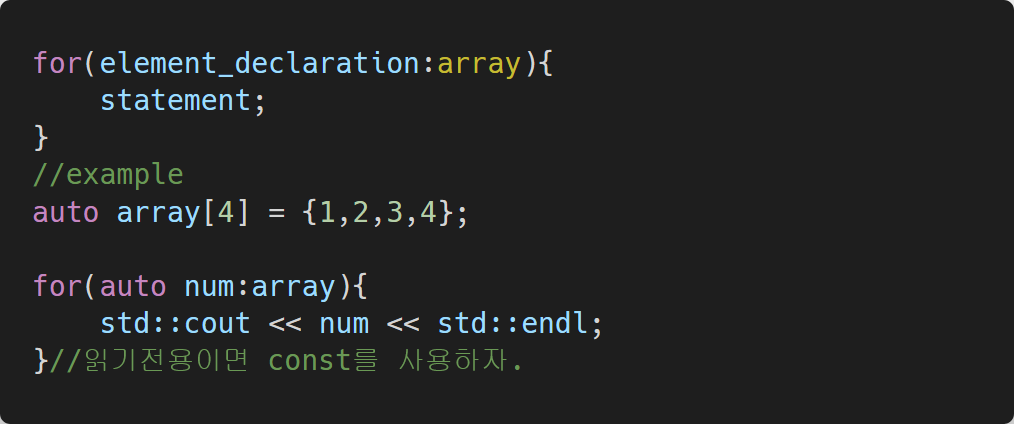 for(element_declaration:array){
    statement;
}
//example
auto array[4] = {1,2,3,4};
for(auto num:array){
    std::cout << num << std::endl;
}//읽기전용이면 const를 사용하자.